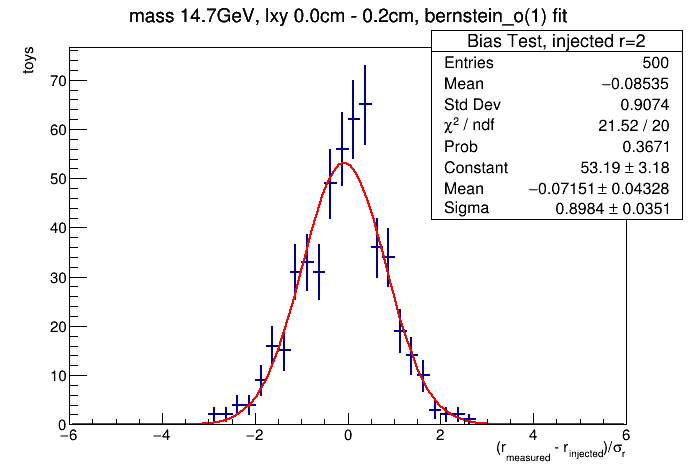 mass 14.7GeV, lxy 0.0cm - 0.2cm, bernstein_o(1) fit
toys
Bias Test, injected r=2
Entries 500
Mean −0.08535
Std Dev 0.9074
χ² / ndf 21.52 / 20
Prob 0.3671
Constant 53.19 ± 3.18
Mean −0.07151 ± 0.04328
Sigma 0.8984 ± 0.0351
70
60
50
40
30
20
10
0
−6 −4 −2 0 2 4 6
(r_measured - r_injected)/σ_r